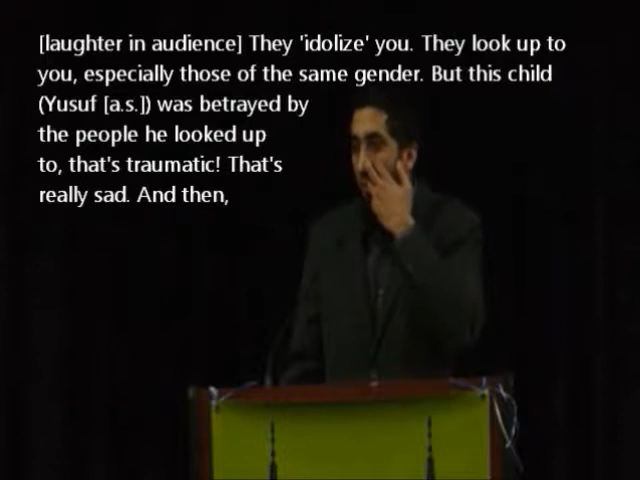 [laughter in audience] They 'idolize' you. They look up to
you, especially those of the same gender. But this child
(Yusuf [a.s.]) was betrayed by
the people he looked up
to, that's traumatic! That's
really sad. And then,